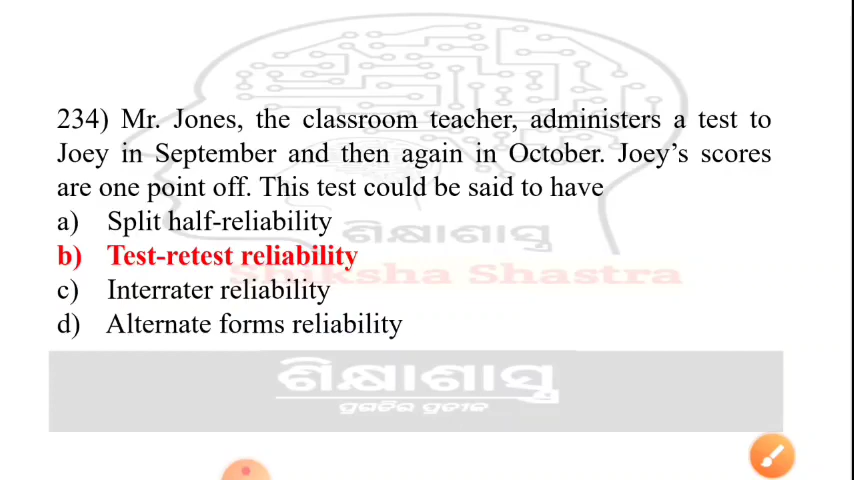 234) Mr. Jones, the classroom teacher, administers a test to
Joey in September and then again in October. Joey’s scores
are one point off. This test could be said to have
a) Split half-reliability
ଶିକ୍ଷାଶାସ୍ତ୍ର
b) Test-retest reliability
Shiksha Shastra
c) Interrater reliability
d) Alternate forms reliability
ଶିକ୍ଷାଶାସ୍ତ୍ର
ପ୍ରଗତିର ପ୍ରତୀକ